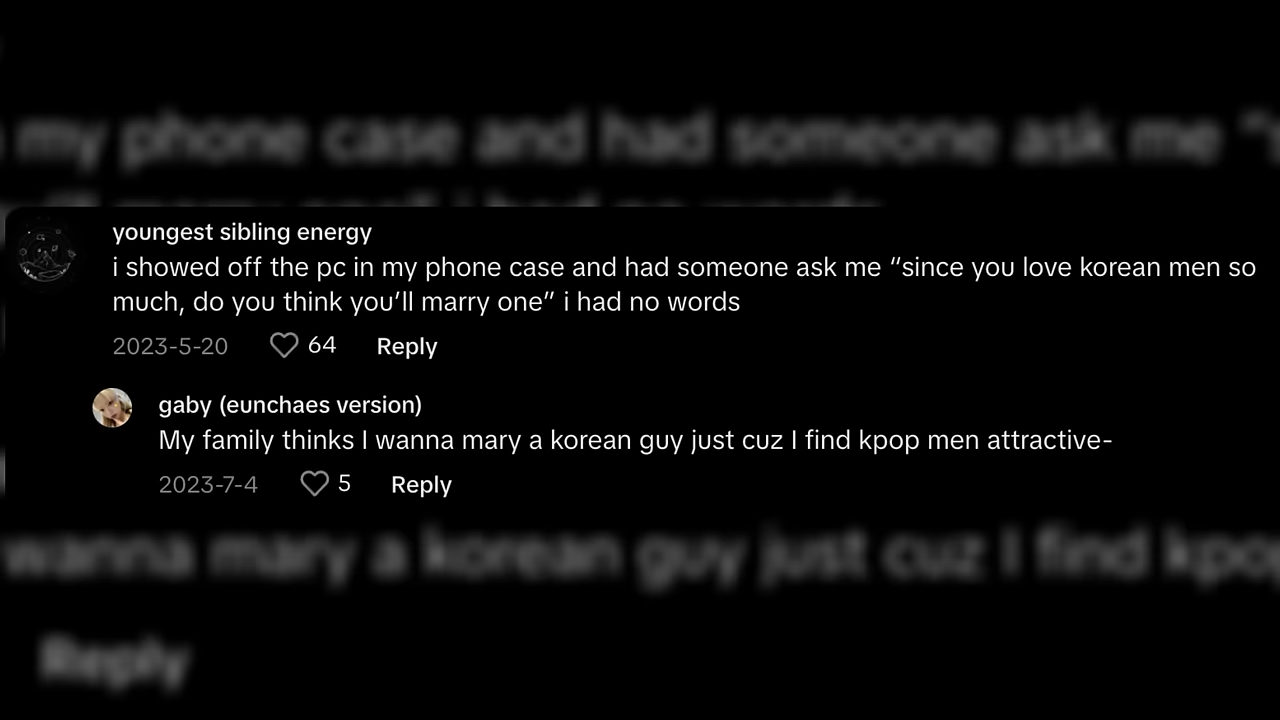 my phone case and had someone ask me “
youngest sibling energy
i showed off the pc in my phone case and had someone ask me “since you love korean men so
much, do you think you’ll marry one” i had no words
2023-5-20 64 Reply
gaby (eunchaes version)
My family thinks I wanna mary a korean guy just cuz I find kpop men attractive-
2023-7-4 5 Reply
wanna mary a korean guy just cuz I find kpop
Reply